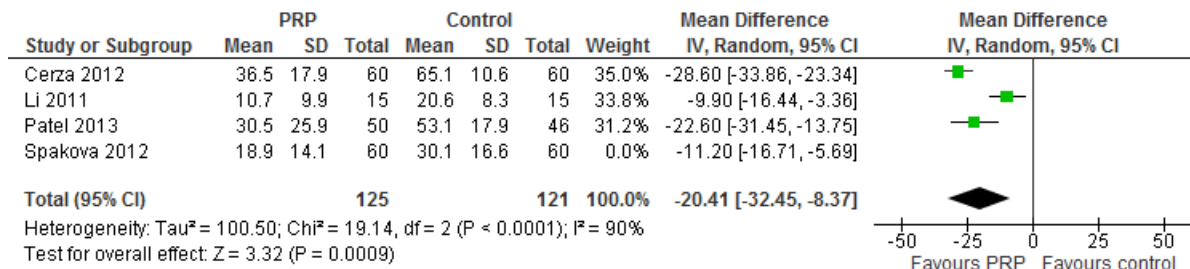 PRP Control Mean Difference Mean Difference
Study or Subgroup Mean SD Total Mean SD Total Weight IV, Random, 95% CI IV, Random, 95% CI
Cerza 2012 36.5 17.9 60 65.1 10.6 60 35.0% -28.60 [-33.86, -23.34]
Li 2011 10.7 9.9 15 20.6 8.3 15 33.8% -9.90 [-16.44, -3.36]
Patel 2013 30.5 25.9 50 53.1 17.9 46 31.2% -22.60 [-31.45, -13.75]
Spakova 2012 18.9 14.1 60 30.1 16.6 60 0.0% -11.20 [-16.71, -5.69]
Total (95% CI) 125 121 100.0% -20.41 [-32.45, -8.37]
Heterogeneity: Tau² = 100.50; Chi² = 19.14, df = 2 (P < 0.0001); I² = 90%
Test for overall effect: Z = 3.32 (P = 0.0009)
-50 -25 0 25 50
Favours PRP Favours control